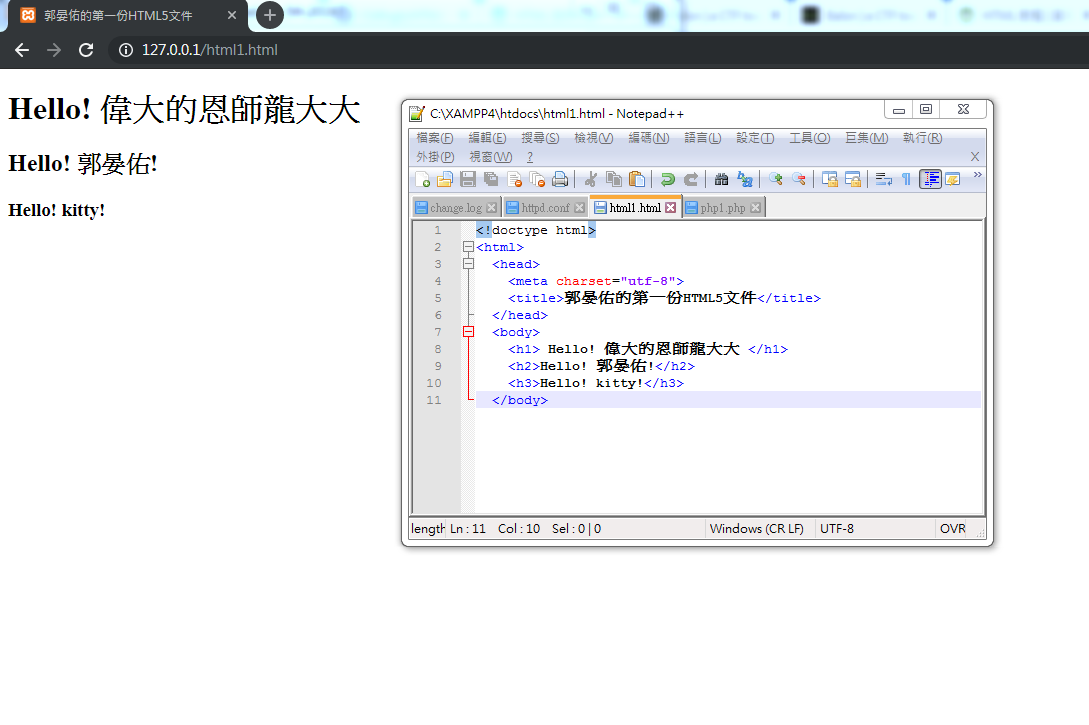 郭晏佑的第一份HTML5文件
127.0.0.1/html1.html
Hello! 偉大的恩師龍大大
Hello! 郭晏佑!
Hello! kitty!
C:\XAMPP4\htdocs\html1.html - Notepad++
檔案(F) 編輯(E) 搜尋(S) 檢視(V) 編碼(N) 語言(L) 設定(T) 工具(O) 巨集(M) 執行(R)
外掛(P) 視窗(W) ? X
change.log httpd.conf html1.html php1.php
1 <!doctype html>
2 <html>
3 <head>
4 <meta charset="utf-8">
5 <title>郭晏佑的第一份HTML5文件</title>
6 </head>
7 <body>
8 <h1> Hello! 偉大的恩師龍大大 </h1>
9 <h2>Hello! 郭晏佑!</h2>
10 <h3>Hello! kitty!</h3>
11 </body>
length Ln : 11 Col : 10 Sel : 0 | 0 Windows (CR LF) UTF-8 OVR